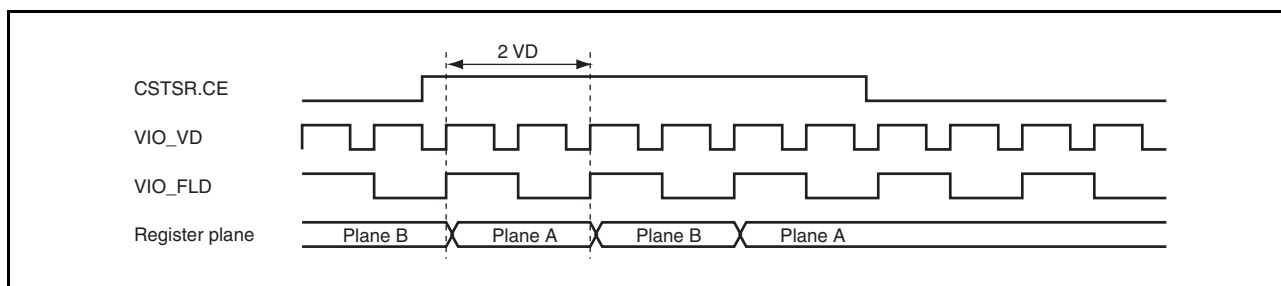 2 VD
CSTSR.CE
VIO_VD
VIO_FLD
Register plane Plane B Plane A Plane B Plane A